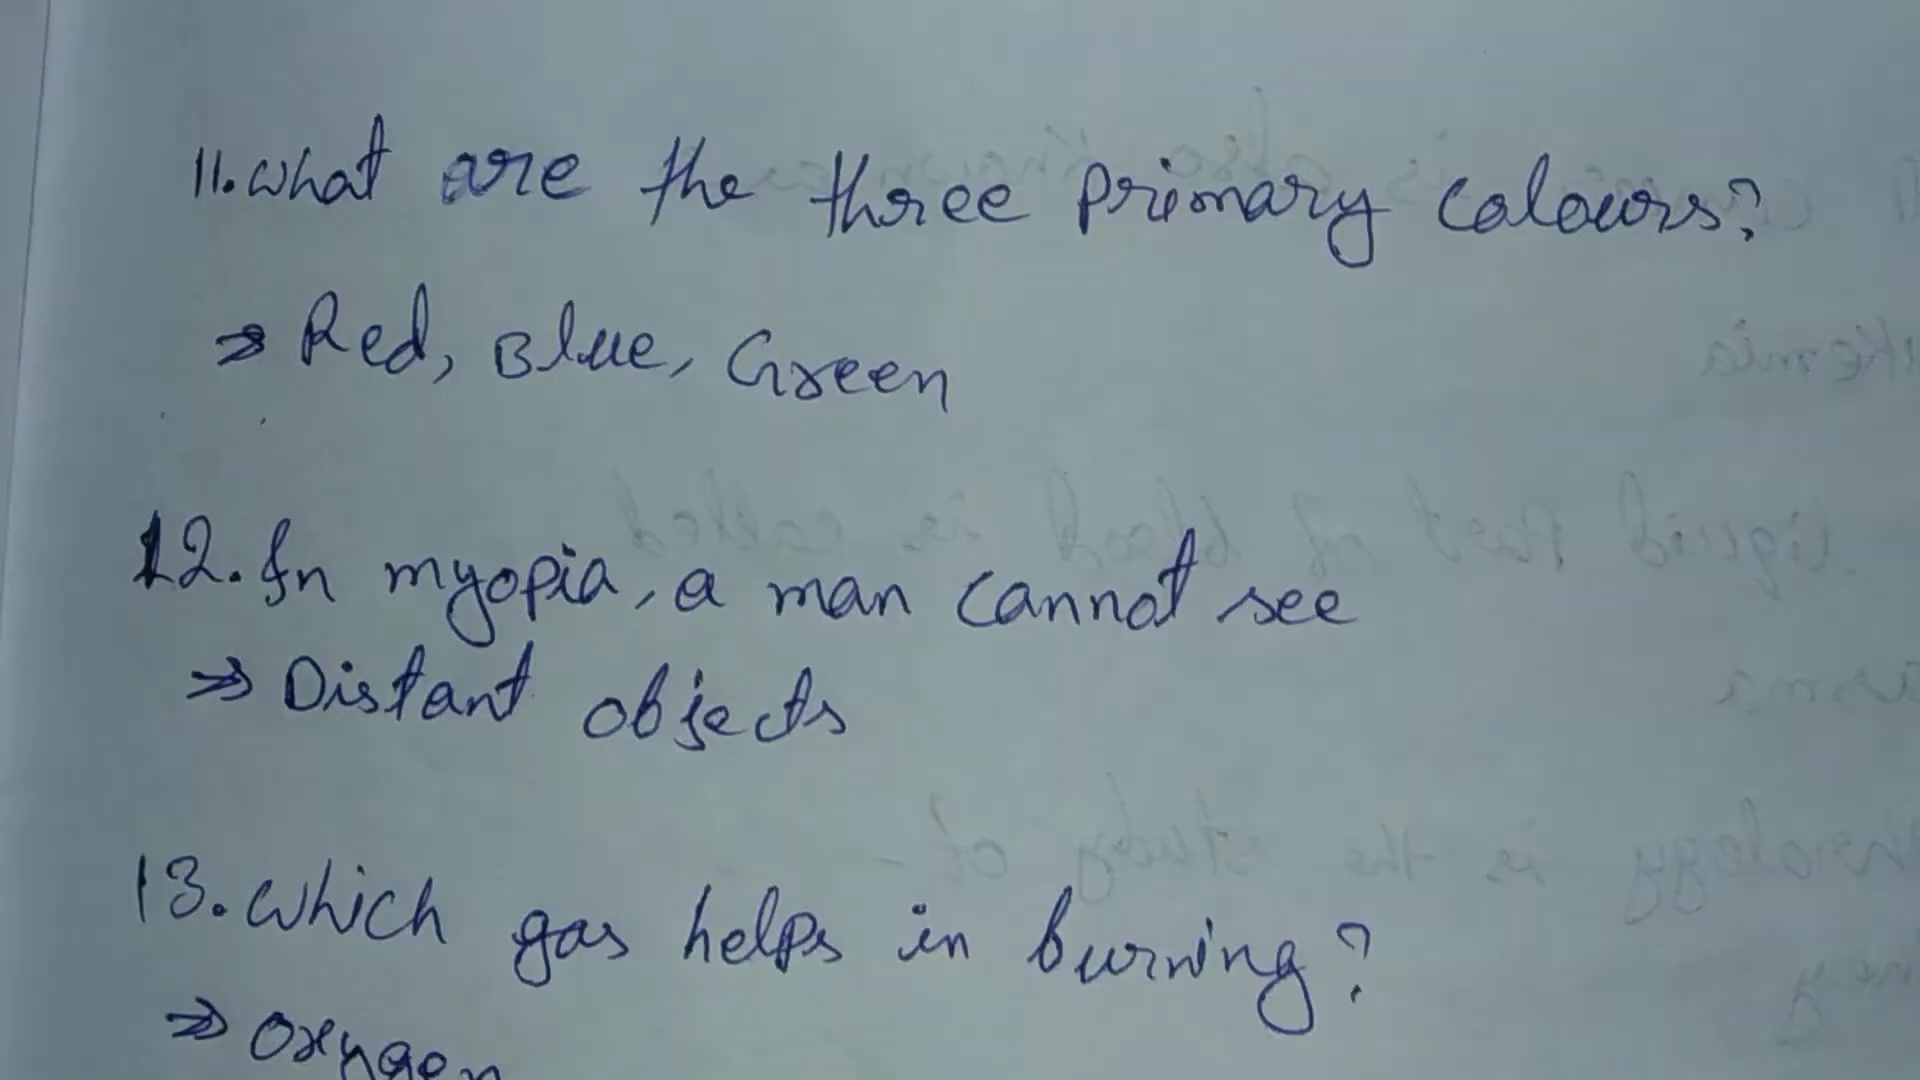 11. What are the three primary colours?
⇒ Red, Blue, Green
12. In myopia, a man cannot see
⇒ Distant objects
13. Which gas helps in burning?
⇒ Oxygen